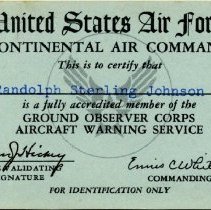 United States Air For
CONTINENTAL AIR COMMAND
This is to certify that
Randolph Sterling Johnson
is a fully accredited member of the
GROUND OBSERVER CORPS
AIRCRAFT WARNING SERVICE
VALIDATING
SIGNATURE
COMMANDING
FOR IDENTIFICATION ONLY